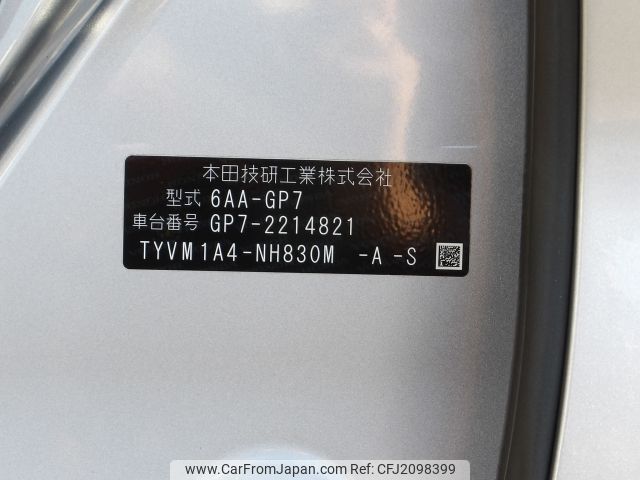 本田技研工業株式会社
型式 6AA-GP7
車台番号 GP7-2214821
TYVM1A4-NH830M -A -S
www.CarFromJapan.com REF: CFJ2098399